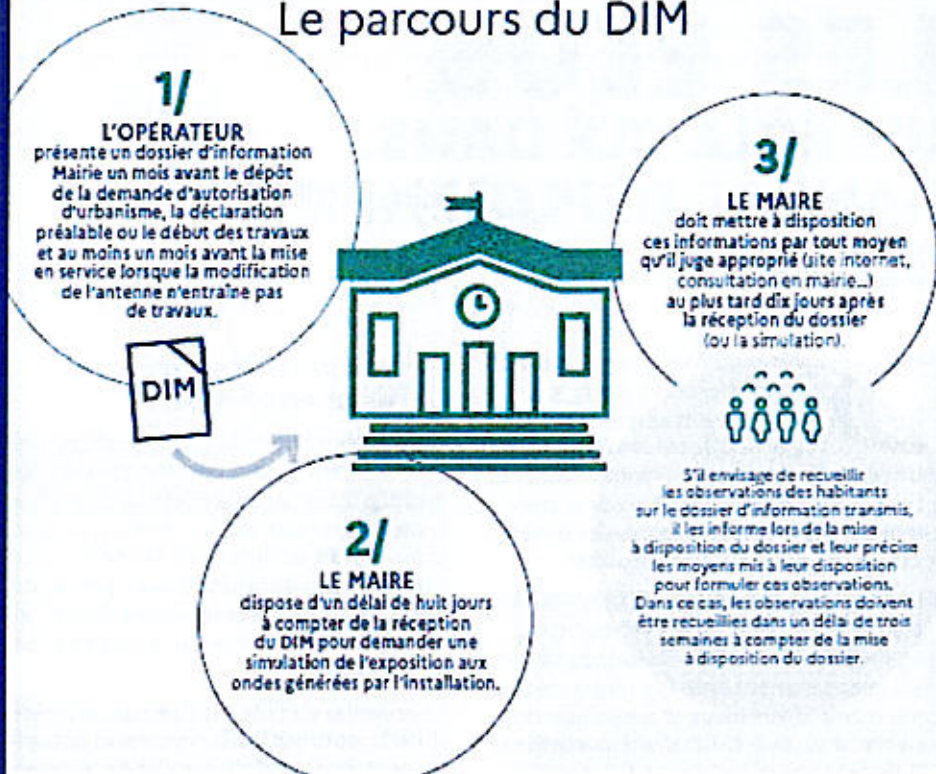 Le parcours du DIM
1/
L'OPÉRATEUR
présente un dossier d'information
Mairie un mois avant le dépôt
de la demande d'autorisation
d'urbanisme, la déclaration
préalable ou le début des travaux
et au moins un mois avant la mise
en service lorsque la modification
de l'antenne n'entraîne pas
de travaux.
DIM
2/
LE MAIRE
dispose d'un délai de huit jours
à compter de la réception
du DIM pour demander une
simulation de l'exposition aux
ondes générées par l'installation.
3/
LE MAIRE
doit mettre à disposition
ces informations par tout moyen
qu'il juge approprié (site internet,
consultation en mairie...)
au plus tard dix jours après
la réception du dossier
(ou la simulation).
S'il envisage de recueillir
les observations des habitants
sur le dossier d'information transmis,
il les informe lors de la mise
à disposition du dossier et leur précise
les moyens mis à leur disposition
pour formuler ces observations.
Dans ce cas, les observations doivent
être recueillies dans un délai de trois
semaines à compter de la mise
à disposition du dossier.